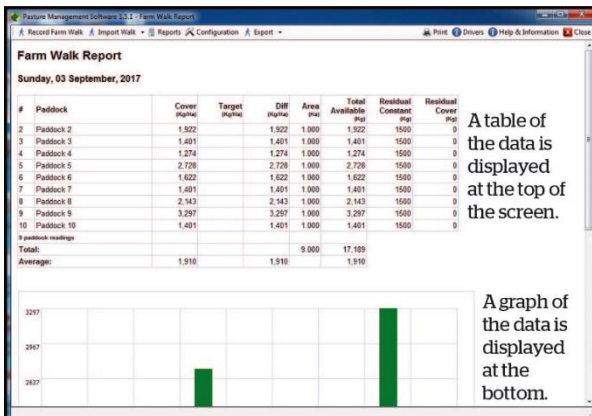 Pasture Management Software 1.5.1 - Farm Walk Report
Record Farm Walk Import Walk Reports Configuration Export Print Drivers Help & Information Close
Farm Walk Report
Sunday, 03 September, 2017
# Paddock Cover (Kg/Ha) Target (Kg/Ha) Diff (Kg/Ha) Area (Ha) Total Available (Kg) Residual Constant (Kg) Residual Cover (Kg)
2 Paddock 2 1,922 1,922 1.000 1,922 1500 0
3 Paddock 3 1,401 1,401 1.000 1,401 1500 0
4 Paddock 4 1,274 1,274 1.000 1,274 1500 0
5 Paddock 5 2,728 2,728 1.000 2,728 1500 0
6 Paddock 6 1,622 1,622 1.000 1,622 1500 0
7 Paddock 7 1,401 1,401 1.000 1,401 1500 0
8 Paddock 8 2,143 2,143 1.000 2,143 1500 0
9 Paddock 9 3,297 3,297 1.000 3,297 1500 0
10 Paddock 10 1,401 1,401 1.000 1,401 1500 0
9 paddock readings
Total: 9.000 17,189
Average: 1,910 1,910 1,910
A table of
the data is
displayed
at the top of
the screen.
3297
2967
2637
A graph of
the data is
displayed
at the
bottom.